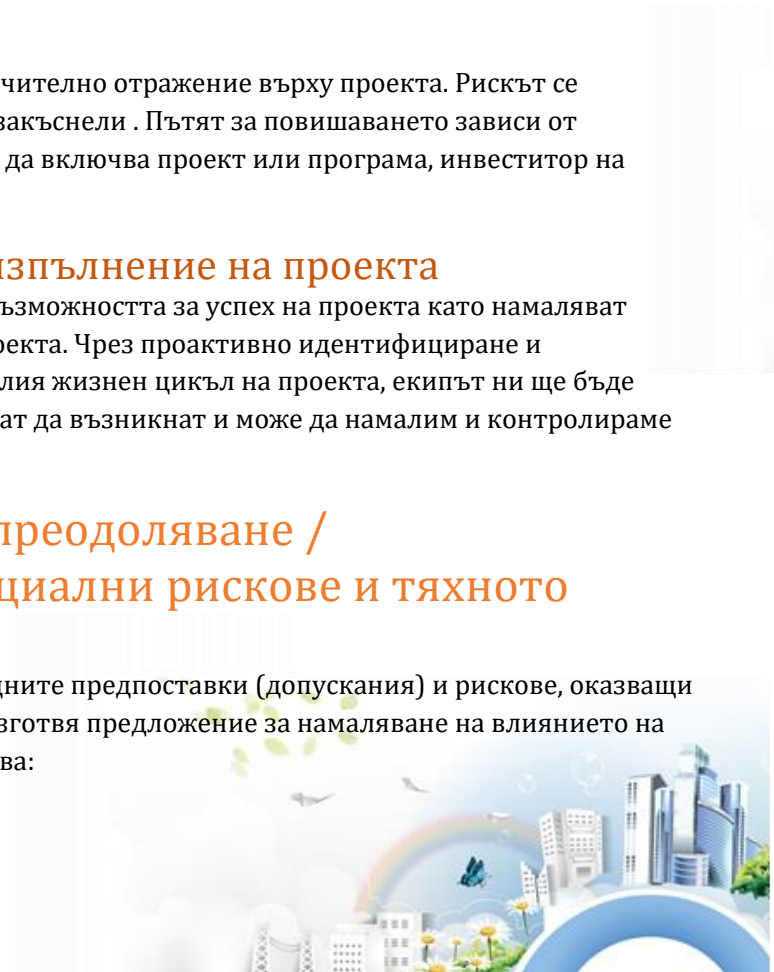 чително отражение върху проекта. Рискът се
закъснели . Пътят за повишаването зависи от
да включва проект или програма, инвеститор на
изпълнение на проекта
ъзможността за успех на проекта като намаляват
оекта. Чрез проактивно идентифициране и
лия жизнен цикъл на проекта, екипът ни ще бъде
ат да възникнат и може да намалим и контролираме
преодоляване /
циални рискове и тяхното
дните предпоставки (допускания) и рискове, оказващи
зготвя предложение за намаляване на влиянието на
ва: